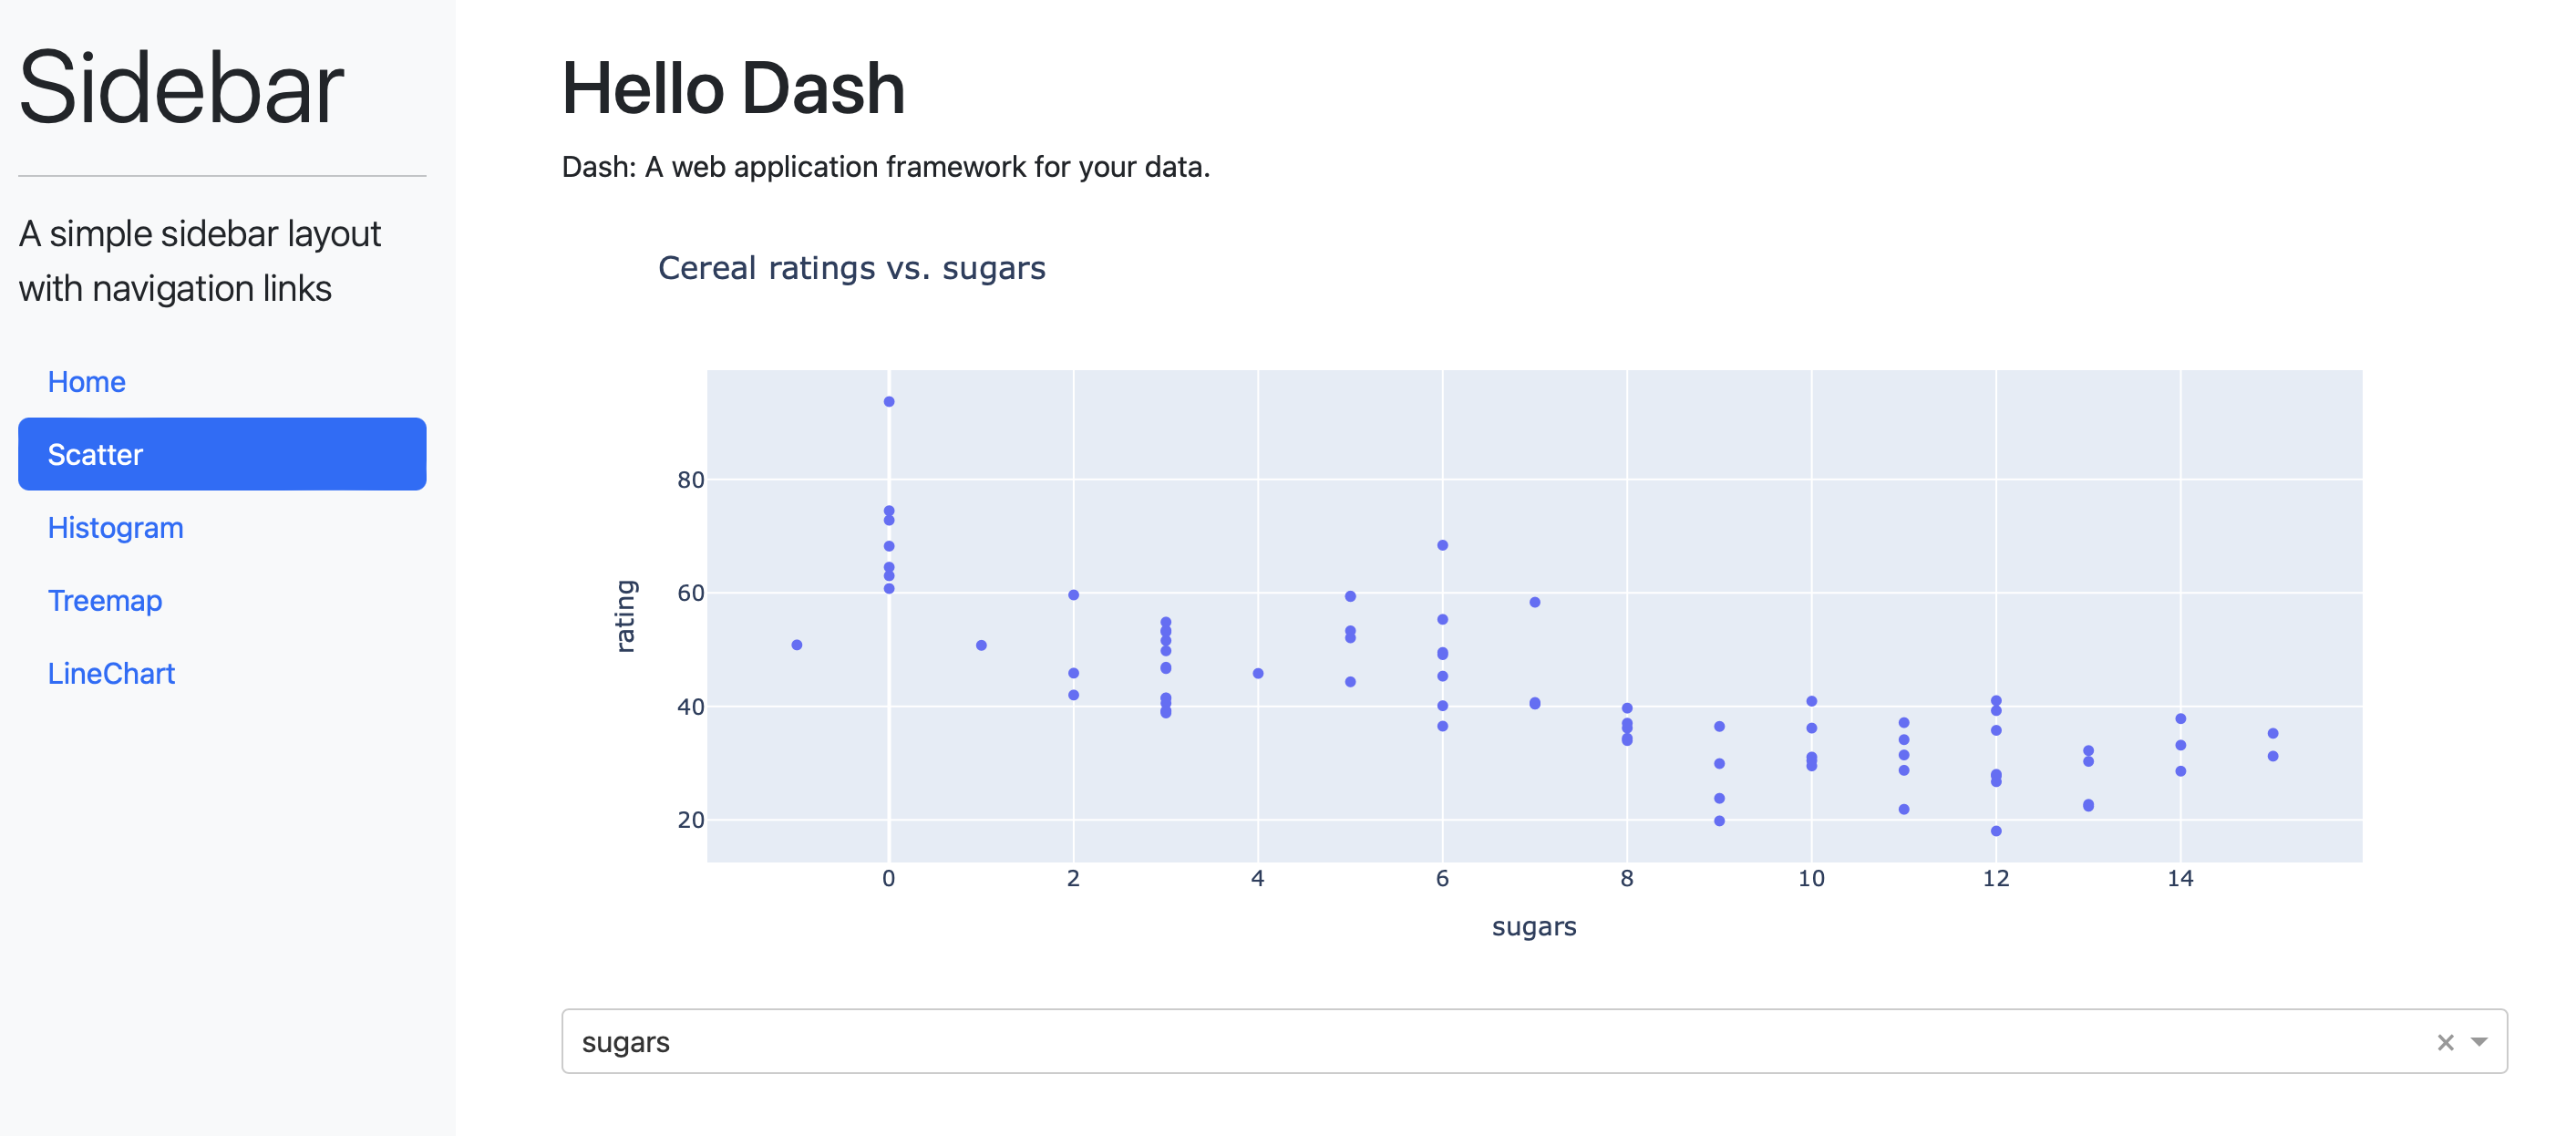 Sidebar
A simple sidebar layout
with navigation links
Home
Scatter
Histogram
Treemap
LineChart
Hello Dash
Dash: A web application framework for your data.
Cereal ratings vs. sugars
80
60
40
20
rating
0 2 4 6 8 10 12 14
sugars
sugars